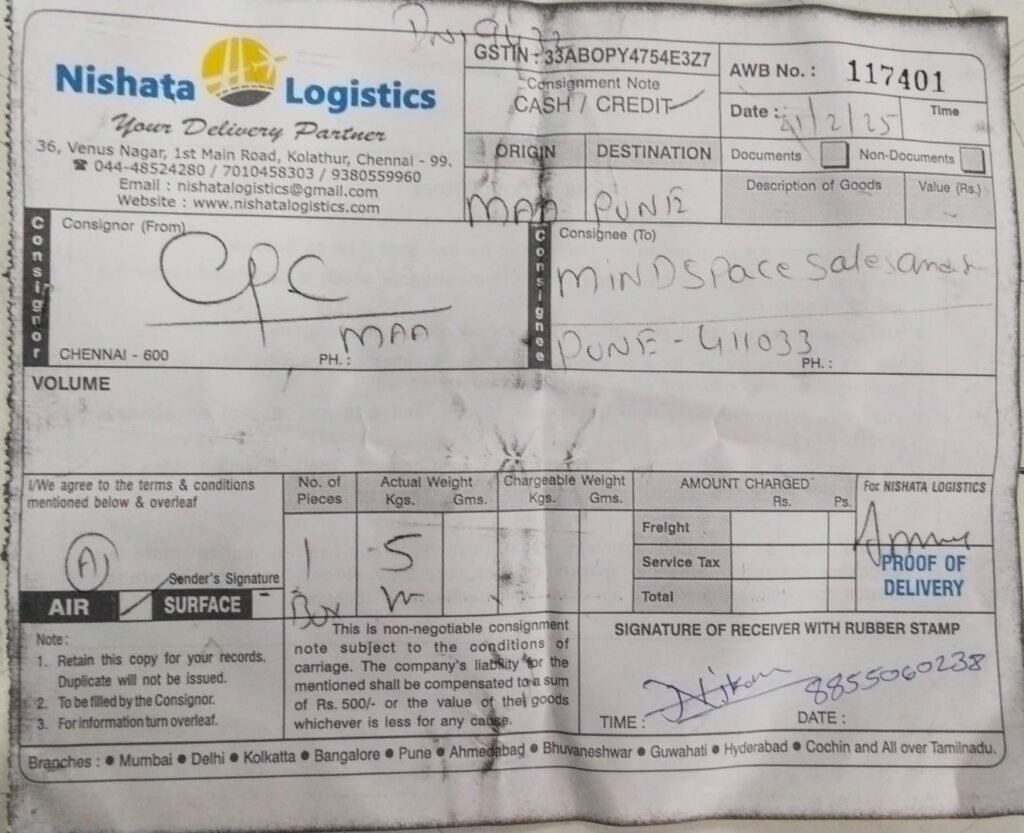 Nishata Logistics
Your Delivery Partner
36, Venus Nagar, 1st Main Road, Kolathur, Chennai - 99.
☎ 044-48524280 / 7010458303 / 9380559960
Email : nishatalogistics@gmail.com
Website : www.nishatalogistics.com
GSTIN : 33ABOPY4754E3Z7
Consignment Note
CASH / CREDIT
AWB No. : 117401
Date : 21/2/25 Time
ORIGIN DESTINATION
MAA PUNE
Documents Non-Documents
Description of Goods Value (Rs.)
Consignor
Consignor (From)
CPC
MAA
CHENNAI - 600 PH. :
Consignee
Consignee (To)
MINDSPACE Sales and
PUNE - 411033
PH. :
VOLUME
I/We agree to the terms & conditions
mentioned below & overleaf
Sender's Signature
AIR SURFACE
No. of Pieces
1
Box
Actual Weight
Kgs. Gms.
5
Chargeable Weight
Kgs. Gms.
AMOUNT CHARGED
Rs. Ps.
Freight
Service Tax
Total
For NISHATA LOGISTICS
PROOF OF
DELIVERY
Note :
1. Retain this copy for your records.
Duplicate will not be issued.
2. To be filled by the Consignor.
3. For information turn overleaf.
This is non-negotiable consignment
note subject to the conditions of
carriage. The company's liability for the
mentioned shall be compensated to a sum
of Rs. 500/- or the value of the goods
whichever is less for any cause.
SIGNATURE OF RECEIVER WITH RUBBER STAMP
8855060238
TIME : DATE :
Branches : ● Mumbai ● Delhi ● Kolkatta ● Bangalore ● Pune ● Ahmedabad ● Bhuvaneshwar ● Guwahati ● Hyderabad ● Cochin and All over Tamilnadu.